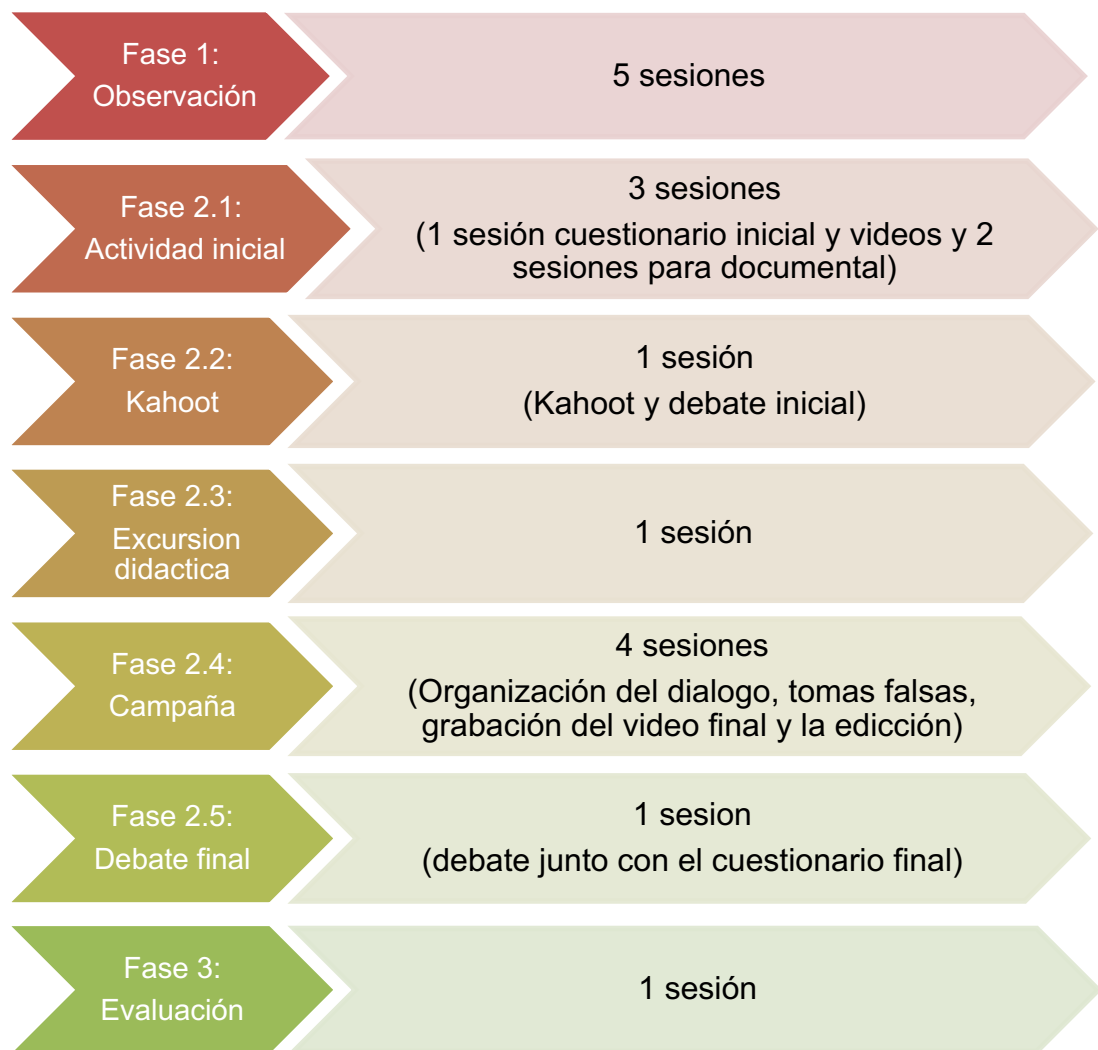 Fase 1:
Observación
5 sesiones
Fase 2.1:
Actividad inicial
3 sesiones
(1 sesión cuestionario inicial y videos y 2
sesiones para documental)
Fase 2.2:
Kahoot
1 sesión
(Kahoot y debate inicial)
Fase 2.3:
Excursion
didactica
1 sesión
Fase 2.4:
Campaña
4 sesiones
(Organización del dialogo, tomas falsas,
grabación del video final y la edicción)
Fase 2.5:
Debate final
1 sesion
(debate junto con el cuestionario final)
Fase 3:
Evaluación
1 sesión